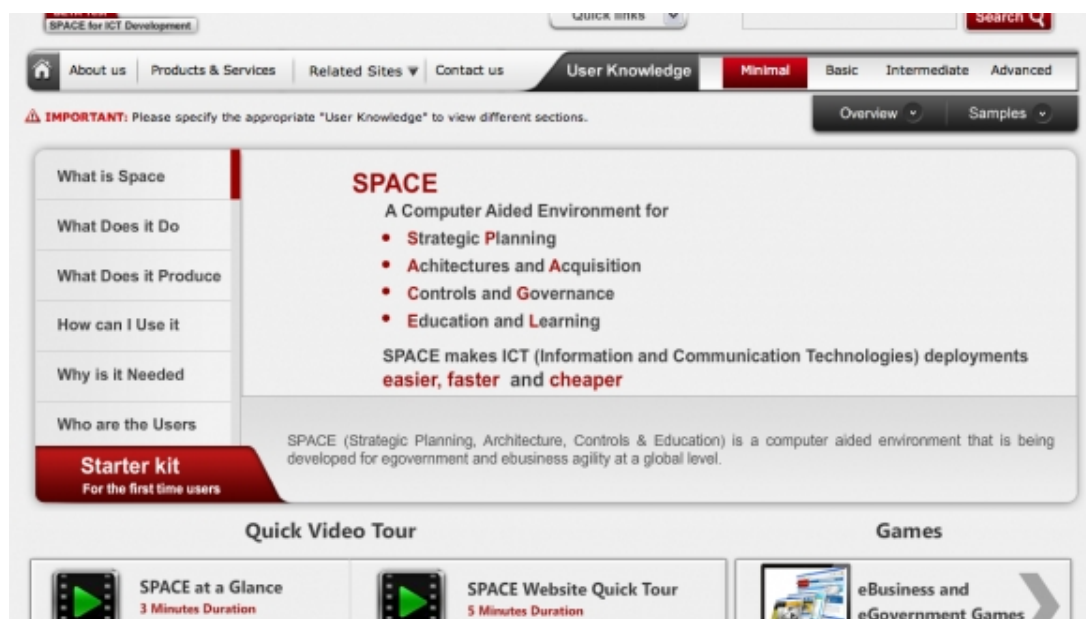 BETA Test
SPACE for ICT Development
Quick links
Search
About us
Products & Services
Related Sites
Contact us
User Knowledge
Minimal
Basic
Intermediate
Advanced
IMPORTANT: Please specify the appropriate "User Knowledge" to view different sections.
Overview
Samples
What is Space
What Does it Do
What Does it Produce
How can I Use it
Why is it Needed
Who are the Users
Starter kit
For the first time users
SPACE
A Computer Aided Environment for
• Strategic Planning
• Achitectures and Acquisition
• Controls and Governance
• Education and Learning
SPACE makes ICT (Information and Communication Technologies) deployments
easier, faster and cheaper
SPACE (Strategic Planning, Architecture, Controls & Education) is a computer aided environment that is being
developed for egovernment and ebusiness agility at a global level.
Quick Video Tour
SPACE at a Glance
3 Minutes Duration
SPACE Website Quick Tour
5 Minutes Duration
Games
eBusiness and
eGovernment Games